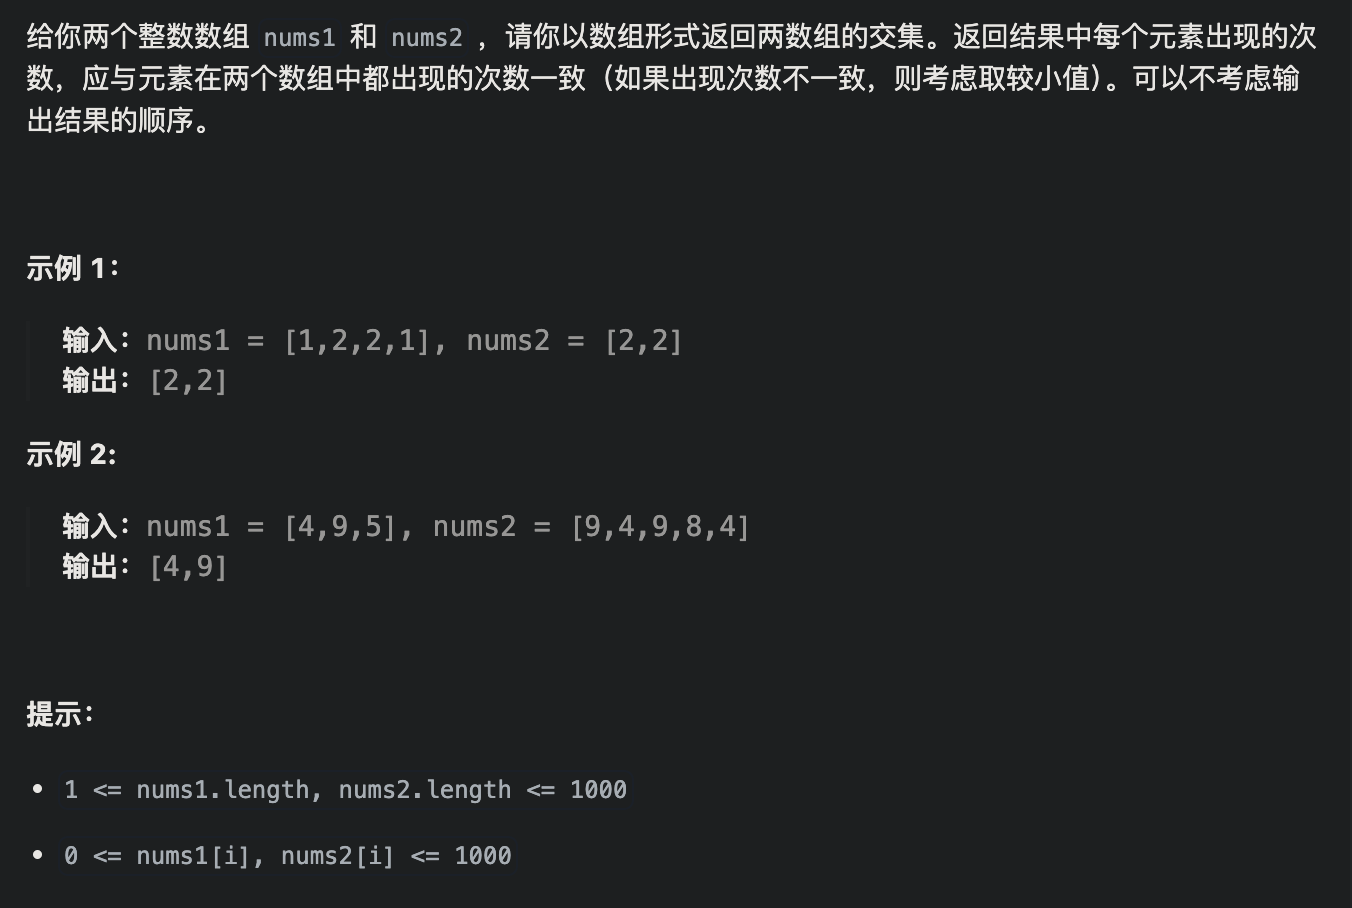 给你两个整数数组 nums1 和 nums2 ，请你以数组形式返回两数组的交集。返回结果中每个元素出现的次
数，应与元素在两个数组中都出现的次数一致（如果出现次数不一致，则考虑取较小值）。可以不考虑输
出结果的顺序。
示例 1：
输入：nums1 = [1,2,2,1], nums2 = [2,2]
输出：[2,2]
示例 2:
输入：nums1 = [4,9,5], nums2 = [9,4,9,8,4]
输出：[4,9]
提示：
• 1 <= nums1.length, nums2.length <= 1000
• 0 <= nums1[i], nums2[i] <= 1000